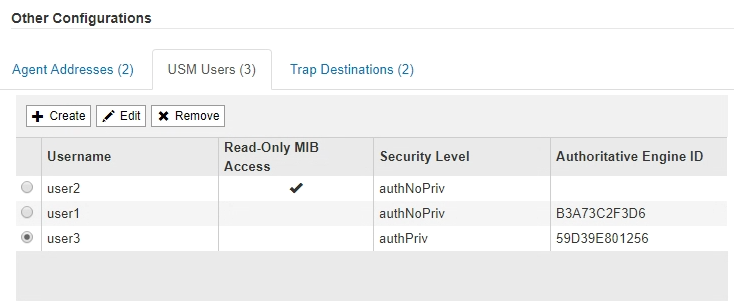 Other Configurations
Agent Addresses (2) USM Users (3) Trap Destinations (2)
Create Edit Remove
Username Read-Only MIB Access Security Level Authoritative Engine ID
user2 authNoPriv
user1 authNoPriv B3A73C2F3D6
user3 authPriv 59D39E801256